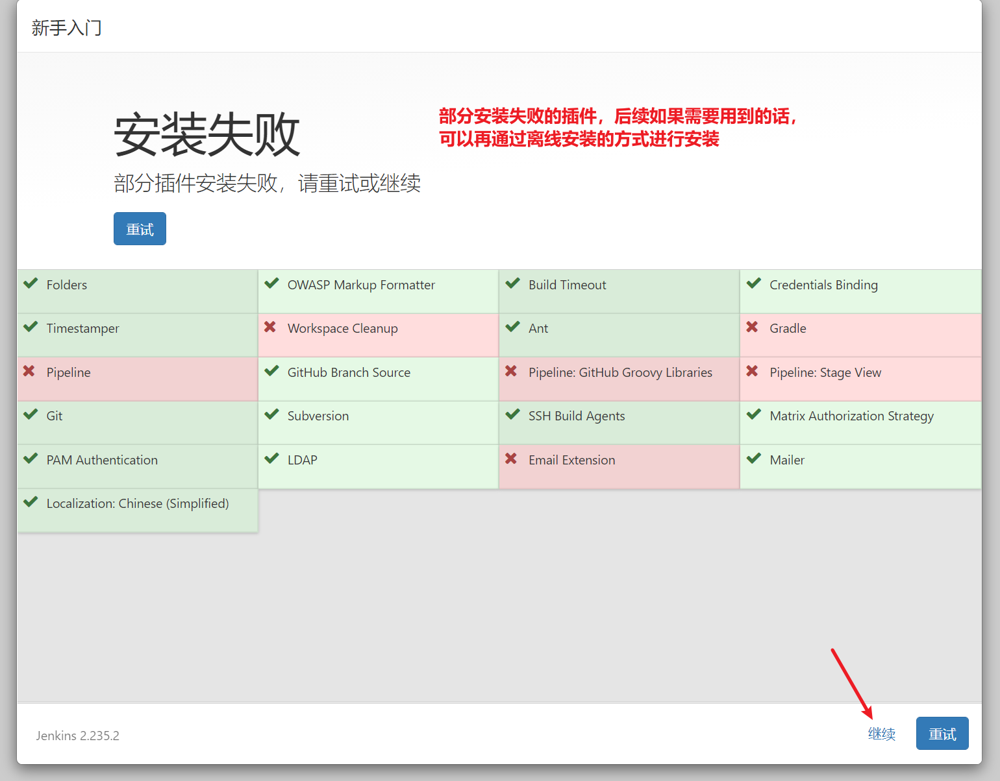 新手入门
安装失败
部分安装失败的插件，后续如果需要用到的话，
可以再通过离线安装的方式进行安装
部分插件安装失败，请重试或继续
重试
Folders
OWASP Markup Formatter
Build Timeout
Credentials Binding
Timestamper
Workspace Cleanup
Ant
Gradle
Pipeline
GitHub Branch Source
Pipeline: GitHub Groovy Libraries
Pipeline: Stage View
Git
Subversion
SSH Build Agents
Matrix Authorization Strategy
PAM Authentication
LDAP
Email Extension
Mailer
Localization: Chinese (Simplified)
Jenkins 2.235.2
继续
重试